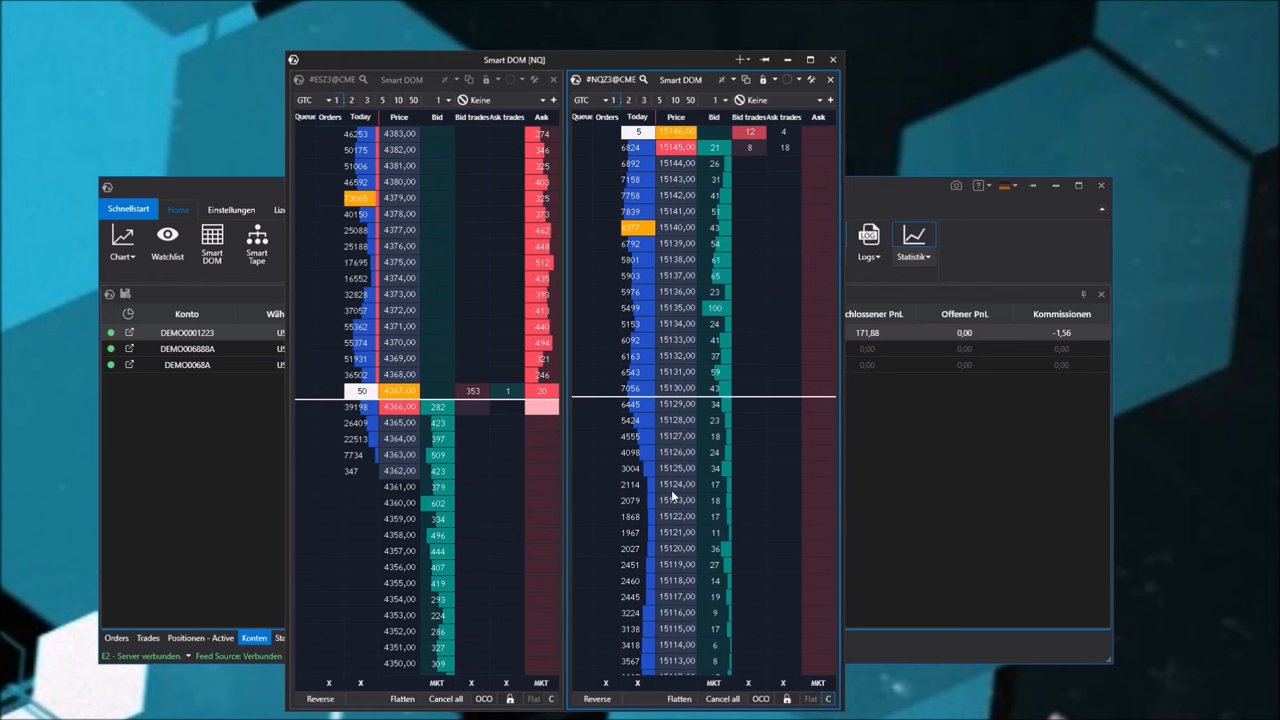 Smart DOM [NQ]
#ESZ3@CME Smart DOM
#NQZ3@CME Smart DOM
GTC 1 2 3 5 10 50 1 Keine
GTC 1 2 3 5 10 50 1 Keine
Queue Orders Today Price Bid Bid trades Ask trades Ask
Queue Orders Today Price Bid Bid trades Ask trades Ask
46253 4383,00 274
50175 4382,00 346
51006 4381,00 325
46592 4380,00 403
73065 4379,00 325
40150 4378,00 373
25088 4377,00 462
25188 4376,00 448
17695 4375,00 512
16552 4374,00 435
32828 4373,00 393
37057 4372,00 413
55362 4371,00 440
55374 4370,00 494
51931 4369,00 321
36502 4368,00 246
50 4367,00 353 1 20
39198 4366,00 282
26409 4365,00 423
22513 4364,00 397
7734 4363,00 509
347 4362,00 423
4361,00 379
4360,00 602
4359,00 334
4358,00 496
4357,00 444
4356,00 407
4355,00 419
4354,00 293
4353,00 224
4352,00 286
4351,00 327
4350,00 309
X X MKT X X MKT
Reverse Flatten Cancel all OCO Flat C
5 15146,00 12 4
6824 15145,00 21 8 18
6892 15144,00 26
7158 15143,00 31
7758 15142,00 41
7839 15141,00 51
8377 15140,00 43
6792 15139,00 54
5801 15138,00 61
5903 15137,00 65
5976 15136,00 23
5499 15135,00 100
5153 15134,00 24
6092 15133,00 41
6163 15132,00 37
6543 15131,00 59
7056 15130,00 43
6445 15129,00 34
5424 15128,00 23
4555 15127,00 18
4098 15126,00 24
3004 15125,00 34
2114 15124,00 17
2079 18
1868 15122,00 17
1967 15121,00 11
2027 15120,00 36
2451 15119,00 27
2460 15118,00 14
2445 15117,00 19
3224 15116,00 9
3138 15115,00 17
3418 15114,00 6
3567 15113,00 8
X X MKT X X MKT
Reverse Flatten Cancel all OCO Flat C
Schnellstart Home Einstellungen Liz
Chart Watchlist Smart DOM Smart Tape
LOG
Logs Statistik
Konto Wäh
DEMO0001223 US
DEMO006888A US
DEMO0068A US
chlossener PnL Offener PnL Kommissionen
171,88 0,00 -1,56
0,00 0,00 0,00
0,00 0,00 0,00
Orders Trades Positionen - Active Konten Sta
E2 - Server verbunden. Feed Source: Verbunden